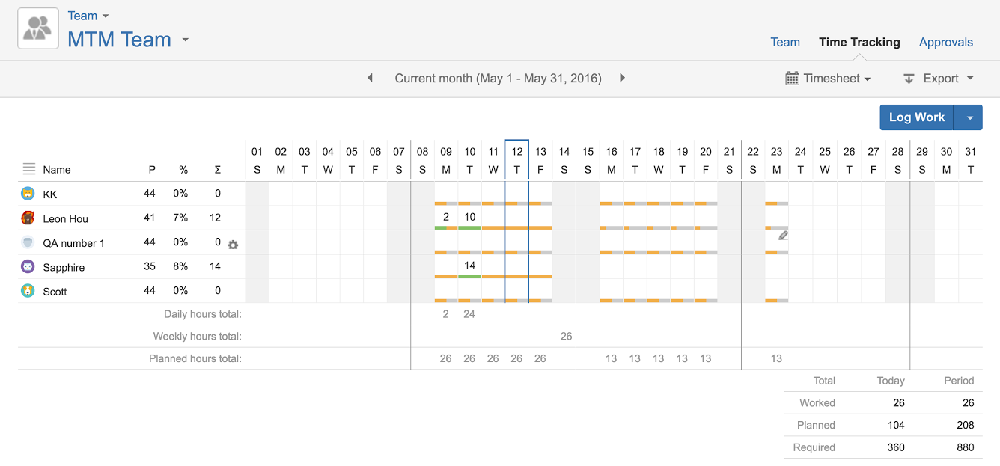 Team
MTM Team
Team Time Tracking Approvals
Current month (May 1 - May 31, 2016) Timesheet Export
Log Work
01 02 03 04 05 06 07 08 09 10 11 12 13 14 15 16 17 18 19 20 21 22 23 24 25 26 27 28 29 30 31
Name P % Σ S M T W T F S S M T W T F S S M T W T F S S M T W T F S S M T
KK 44 0% 0
Leon Hou 41 7% 12 2 10
QA number 1 44 0% 0
Sapphire 35 8% 14 14
Scott 44 0% 0
Daily hours total: 2 24
Weekly hours total: 26
Planned hours total: 26 26 26 26 26 13 13 13 13 13 13
Total Today Period
Worked 26 26
Planned 104 208
Required 360 880